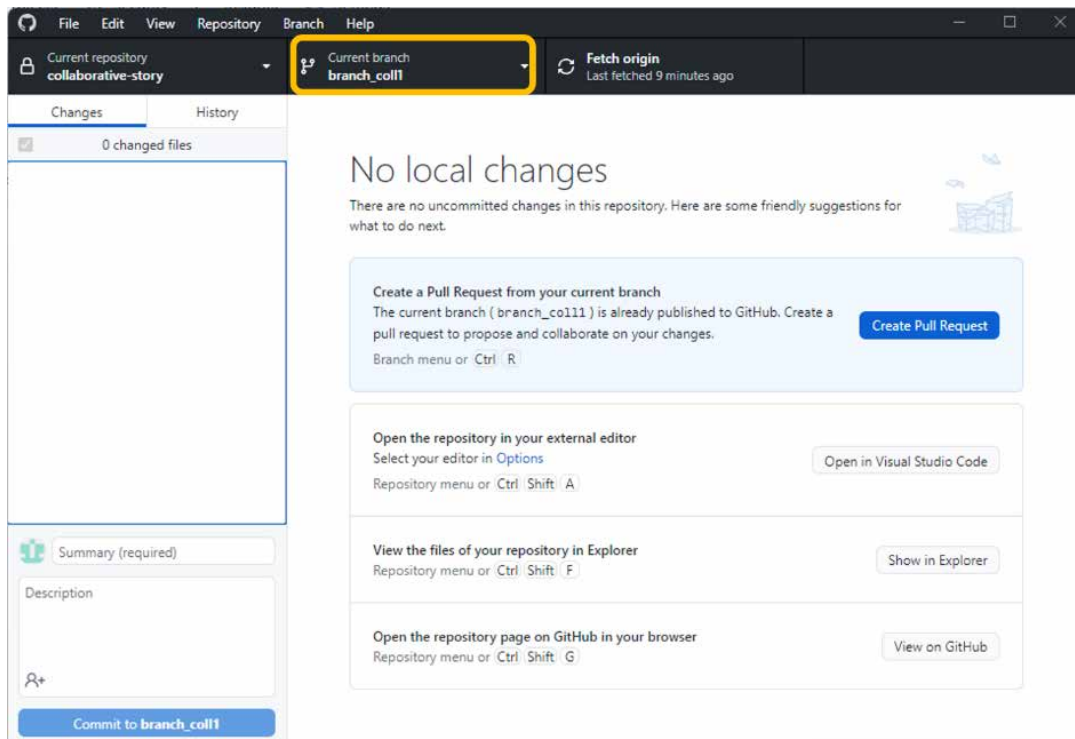 File Edit View Repository Branch Help
Current repository
collaborative-story
Current branch
branch_coll1
Fetch origin
Last fetched 9 minutes ago
Changes History
0 changed files
No local changes
There are no uncommitted changes in this repository. Here are some friendly suggestions for
what to do next.
Create a Pull Request from your current branch
The current branch ( branch_coll1 ) is already published to GitHub. Create a
pull request to propose and collaborate on your changes.
Branch menu or Ctrl R
Create Pull Request
Open the repository in your external editor
Select your editor in Options
Repository menu or Ctrl Shift A
Open in Visual Studio Code
View the files of your repository in Explorer
Repository menu or Ctrl Shift F
Show in Explorer
Open the repository page on GitHub in your browser
Repository menu or Ctrl Shift G
View on GitHub
Summary (required)
Description
Commit to branch_coll1